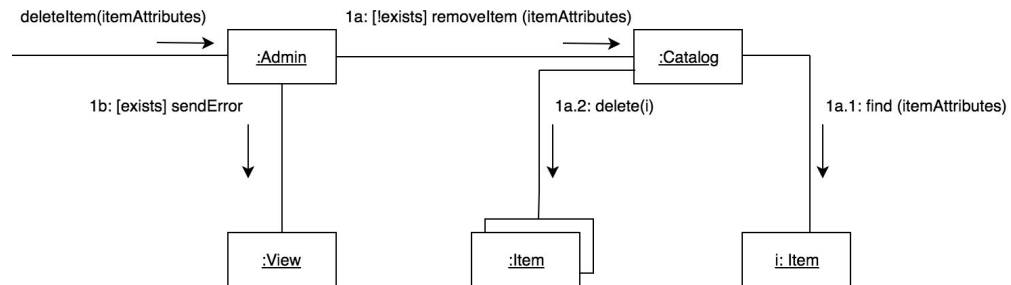 deleteItem(itemAttributes)
1a: [!exists] removeItem (itemAttributes)
:Admin
:Catalog
1b: [exists] sendError
1a.2: delete(i)
1a.1: find (itemAttributes)
:View
:Item
i: Item